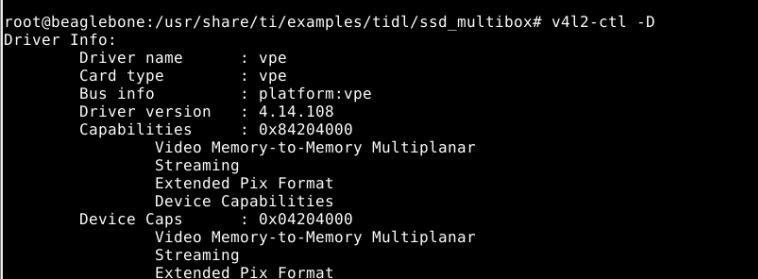 root@beaglebone:/usr/share/ti/examples/tidl/ssd_multibox# v4l2-ctl -D
Driver Info:
        Driver name      : vpe
        Card type        : vpe
        Bus info         : platform:vpe
        Driver version   : 4.14.108
        Capabilities     : 0x84204000
                Video Memory-to-Memory Multiplanar
                Streaming
                Extended Pix Format
                Device Capabilities
        Device Caps      : 0x04204000
                Video Memory-to-Memory Multiplanar
                Streaming
                Extended Pix Format